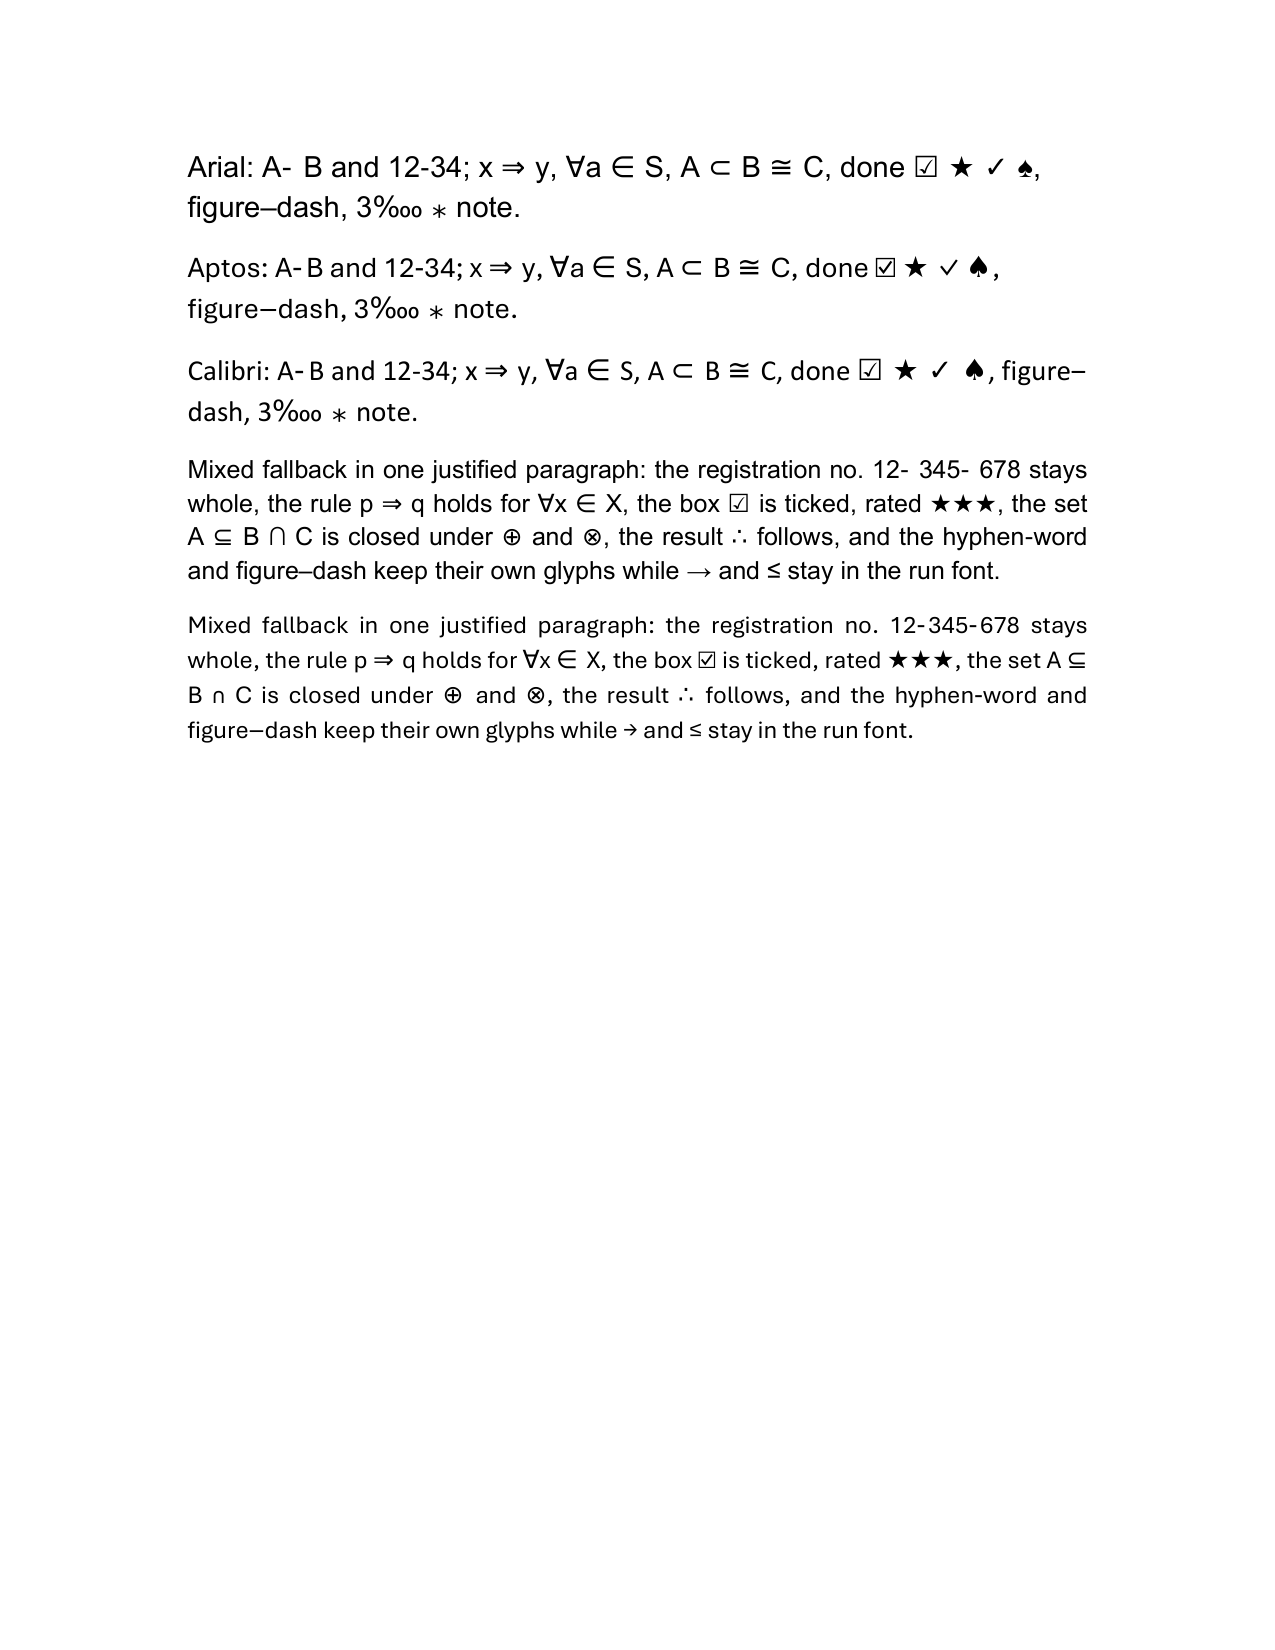 Arial: A- B and 12-34; x ⇒ y, ∀a ∈ S, A ⊂ B ≅ C, done ☑ ★ ✓ ♠,
figure‒dash, 3‱ ∗ note.
Aptos: A- B and 12-34; x ⇒ y, ∀a ∈ S, A ⊂ B ≅ C, done ☑ ★ ✓ ♠,
figure‒dash, 3‱ ∗ note.
Calibri: A- B and 12-34; x ⇒ y, ∀a ∈ S, A ⊂ B ≅ C, done ☑ ★ ✓ ♠, figure‒
dash, 3‱ ∗ note.
Mixed fallback in one justified paragraph: the registration no. 12- 345- 678 stays
whole, the rule p ⇒ q holds for ∀x ∈ X, the box ☑ is ticked, rated ★★★, the set
A ⊆ B ∩ C is closed under ⊕ and ⊗, the result ∴ follows, and the hyphen-word
and figure‒dash keep their own glyphs while → and ≤ stay in the run font.
Mixed fallback in one justified paragraph: the registration no. 12-345-678 stays
whole, the rule p ⇒ q holds for ∀x ∈ X, the box ☑ is ticked, rated ★★★, the set A ⊆
B ∩ C is closed under ⊕ and ⊗, the result ∴ follows, and the hyphen-word and
figure‒dash keep their own glyphs while → and ≤ stay in the run font.